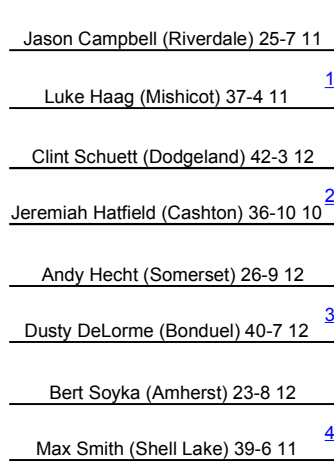 Jason Campbell (Riverdale) 25-7 11
1
Luke Haag (Mishicot) 37-4 11
Clint Schuett (Dodgeland) 42-3 12
2
Jeremiah Hatfield (Cashton) 36-10 10
Andy Hecht (Somerset) 26-9 12
3
Dusty DeLorme (Bonduel) 40-7 12
Bert Soyka (Amherst) 23-8 12
4
Max Smith (Shell Lake) 39-6 11